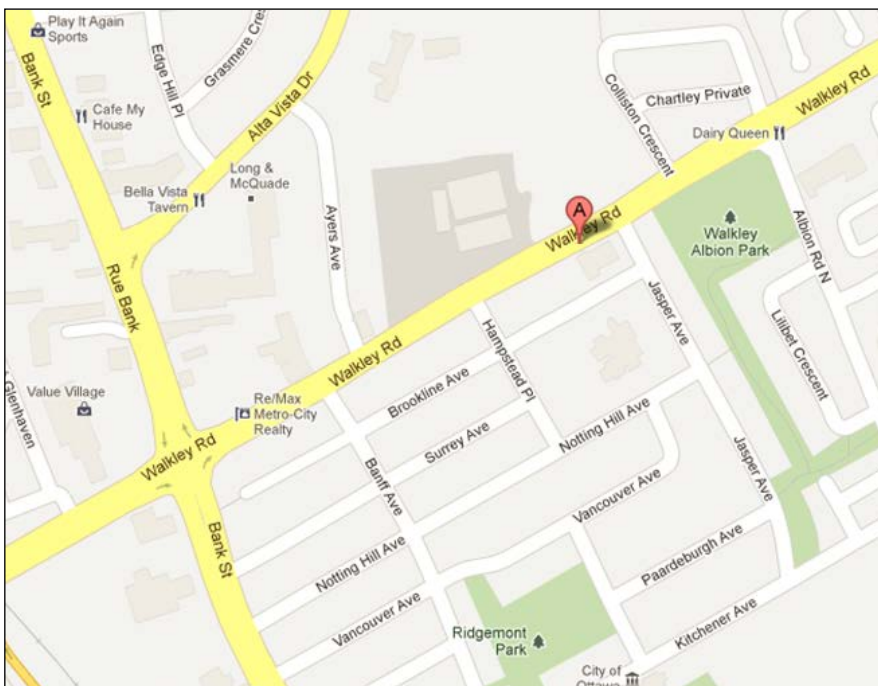 Play It Again
Sports
Bank St
Edge Hill Pl
Grasmere Cres
Alta Vista Dr
Cafe My
House
Long &
McQuade
Bella Vista
Tavern
Ayers Ave
Rue Bank
Colliston Crescent
Chartley Private
Walkley Rd
Dairy Queen
A
Walkley Rd
Walkley
Albion Park
Albion Rd N
Jasper Ave
Lilibet Crescent
Hampstead Pl
Walkley Rd
Brookline Ave
Value Village
Glenhaven
Re/Max
Metro-City
Realty
Walkley Rd
Surrey Ave
Notting Hill Ave
Banff Ave
Jasper Ave
Bank St
Vancouver Ave
Notting Hill Ave
Paardeburgh Ave
Vancouver Ave
Kitchener Ave
Ridgemont
Park
City of
Ottawa